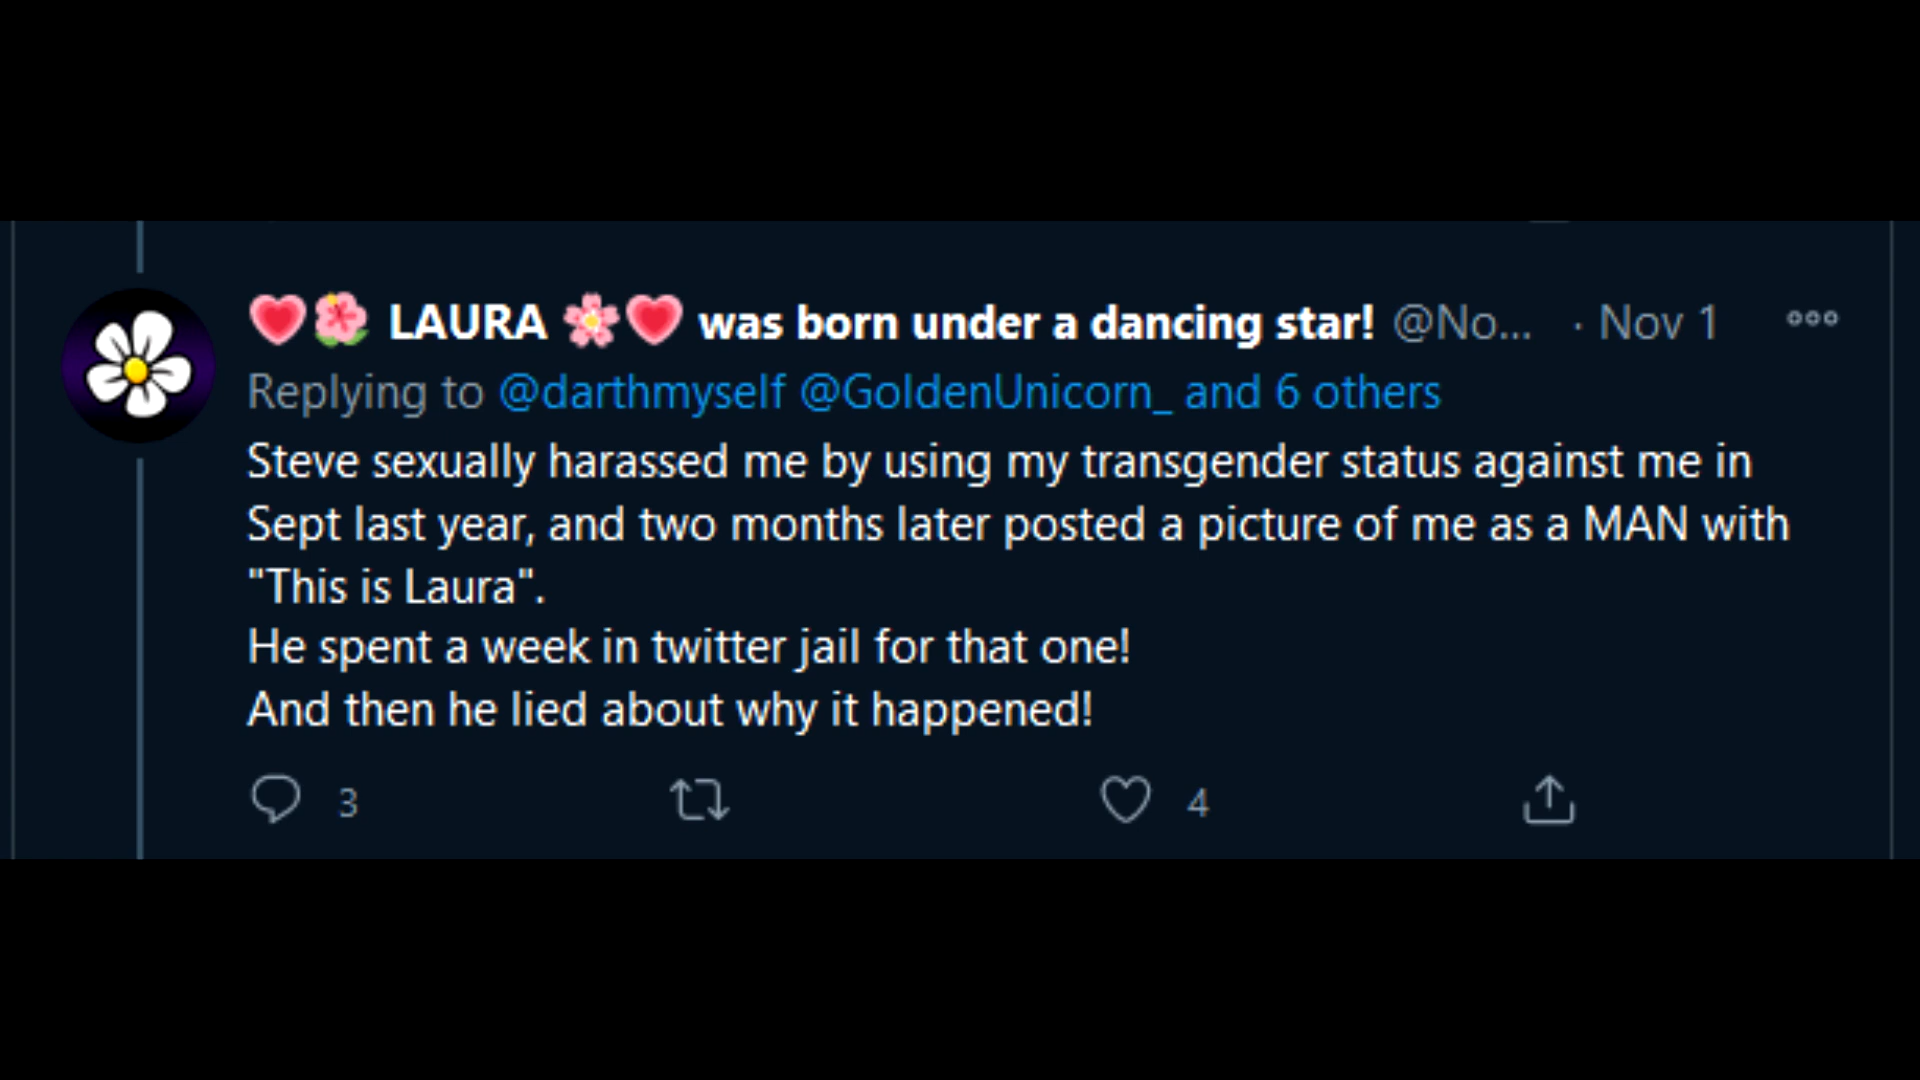 💗🌺 LAURA 🌸💗 was born under a dancing star! @No... · Nov 1
Replying to @darthmyself @GoldenUnicorn_ and 6 others
Steve sexually harassed me by using my transgender status against me in
Sept last year, and two months later posted a picture of me as a MAN with
"This is Laura".
He spent a week in twitter jail for that one!
And then he lied about why it happened!
3 4